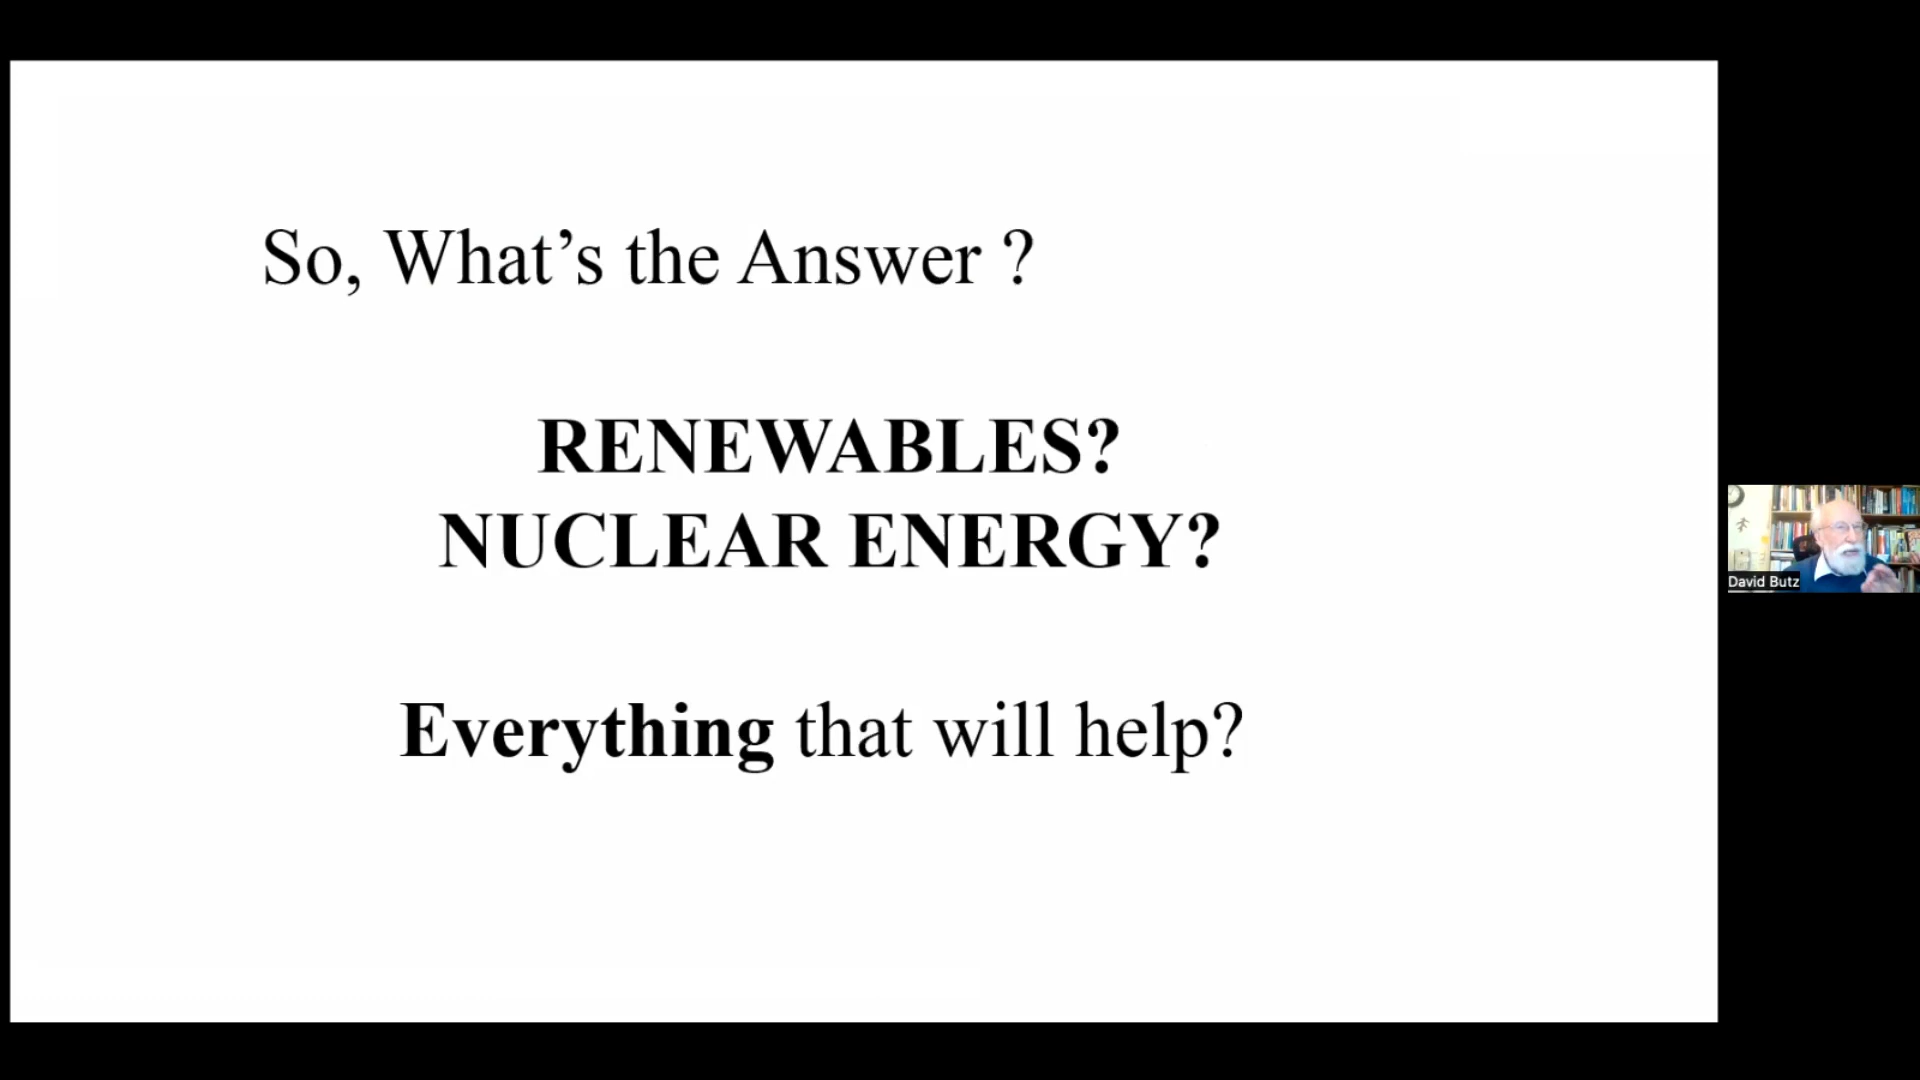 So, What’s the Answer ?
RENEWABLES?
NUCLEAR ENERGY?
Everything that will help?
David Butz